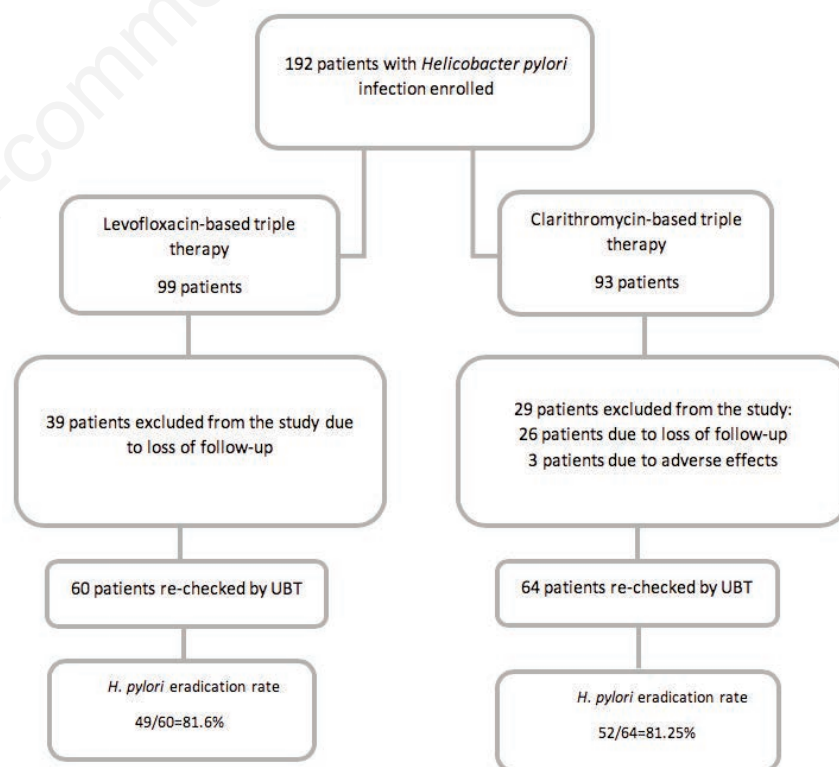 192 patients with Helicobacter pylori
infection enrolled
Levofloxacin-based triple
therapy
99 patients
Clarithromycin-based triple
therapy
93 patients
39 patients excluded from the study due
to loss of follow-up
29 patients excluded from the study:
26 patients due to loss of follow-up
3 patients due to adverse effects
60 patients re-checked by UBT
64 patients re-checked by UBT
H. pylori eradication rate
49/60=81.6%
H. pylori eradication rate
52/64=81.25%